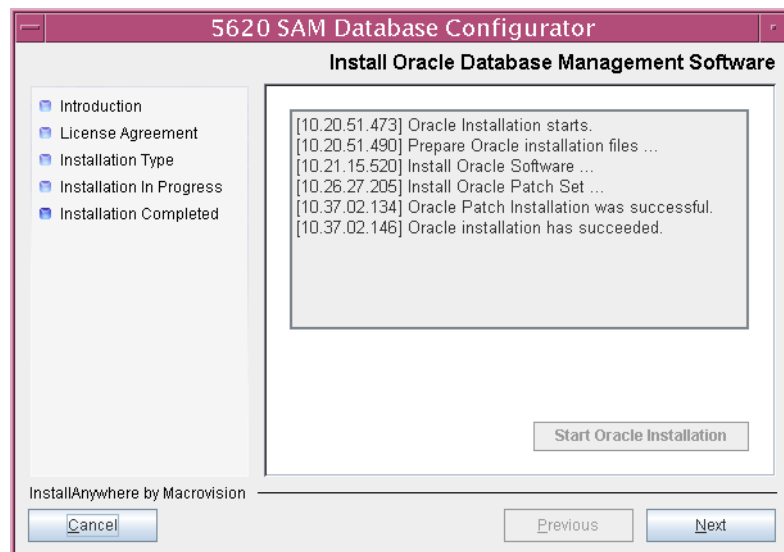 5620 SAM Database Configurator
Install Oracle Database Management Software
Introduction
License Agreement
Installation Type
Installation In Progress
Installation Completed
[10.20.51.473] Oracle Installation starts.
[10.20.51.490] Prepare Oracle installation files ...
[10.21.15.520] Install Oracle Software ...
[10.26.27.205] Install Oracle Patch Set ...
[10.37.02.134] Oracle Patch Installation was successful.
[10.37.02.146] Oracle installation has succeeded.
Start Oracle Installation
InstallAnywhere by Macrovision
Cancel
Previous
Next